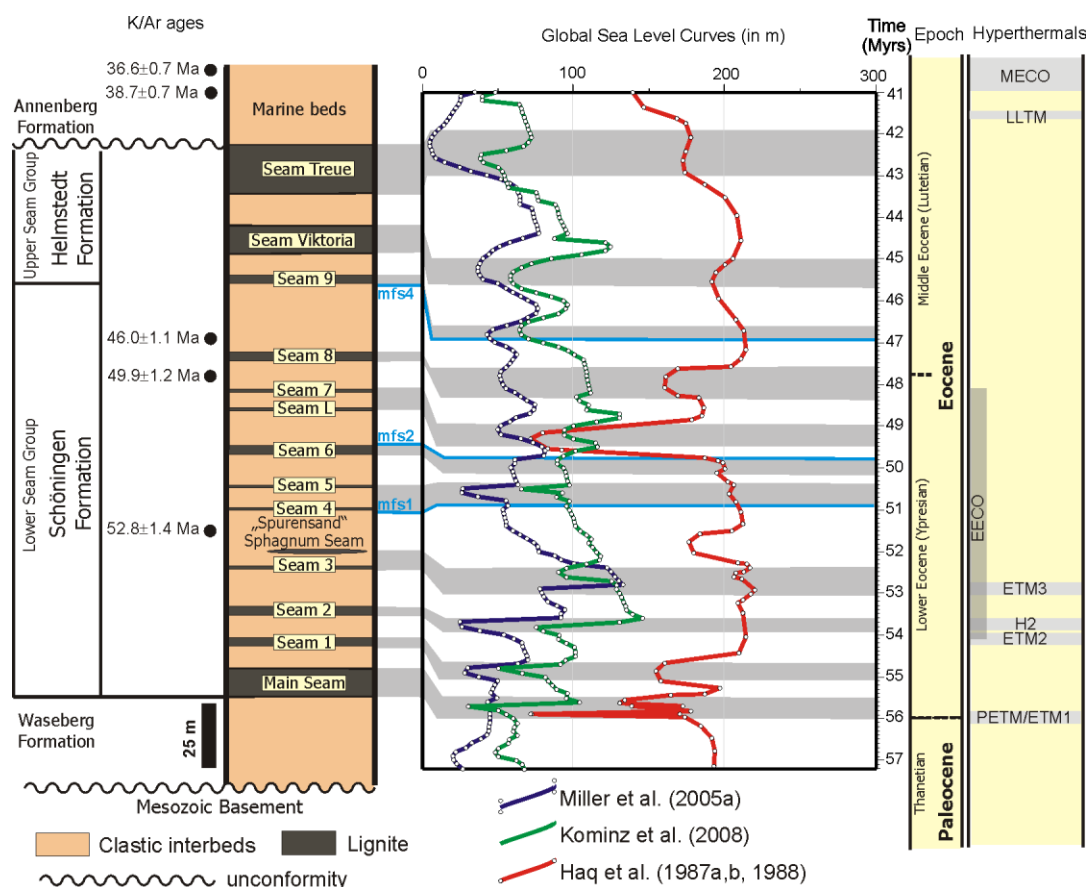 K/Ar ages
Global Sea Level Curves (in m)
Time
(Myrs)
Epoch
Hyperthermals
36.6±0.7 Ma
38.7±0.7 Ma
Annenberg
Formation
Upper Seam Group
Helmstedt
Formation
Lower Seam Group
Schöningen
Formation
46.0±1.1 Ma
49.9±1.2 Ma
52.8±1.4 Ma
Waseberg
Formation
25 m
Marine beds
Seam Treue
Seam Viktoria
Seam 9
Seam 8
Seam 7
Seam L
Seam 6
Seam 5
Seam 4
„Spurensand“
Sphagnum Seam
Seam 3
Seam 2
Seam 1
Main Seam
Mesozoic Basement
mfs4
mfs2
mfs1
0
100
200
300
41
42
43
44
45
46
47
48
49
50
51
52
53
54
55
56
57
Middle Eocene (Lutetian)
Lower Eocene (Ypresian)
Eocene
Thanetian
Paleocene
MECO
LLTM
EECO
ETM3
H2
ETM2
PETM/ETM1
Clastic interbeds
Lignite
unconformity
Miller et al. (2005a)
Kominz et al. (2008)
Haq et al. (1987a,b, 1988)